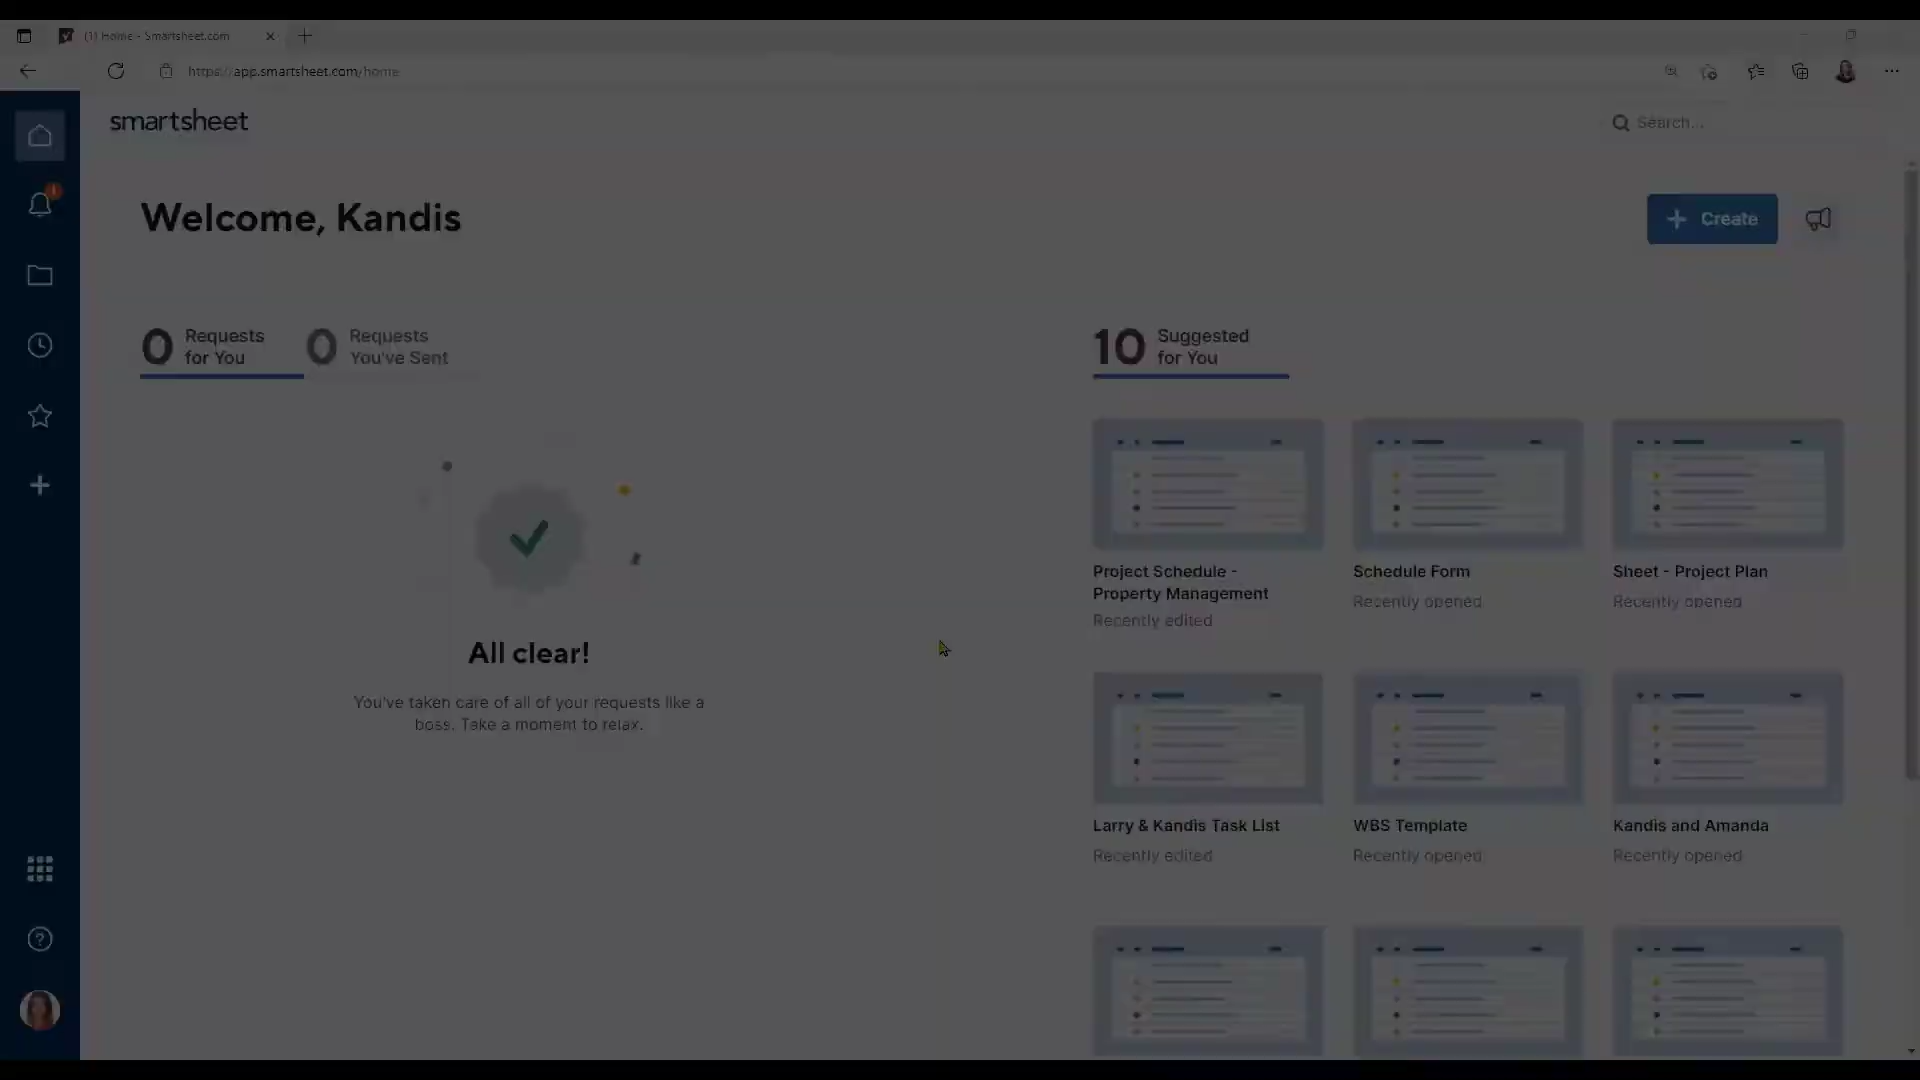 (1) Home - Smartsheet.com
https://app.smartsheet.com/home
smartsheet
Search...
Welcome, Kandis
Create
0 Requests for You
0 Requests You've Sent
10 Suggested for You
All clear!
You've taken care of all of your requests like a
boss. Take a moment to relax.
Project Schedule -
Property Management
Recently edited
Schedule Form
Recently opened
Sheet - Project Plan
Recently opened
Larry & Kandis Task List
Recently edited
WBS Template
Recently opened
Kandis and Amanda
Recently opened